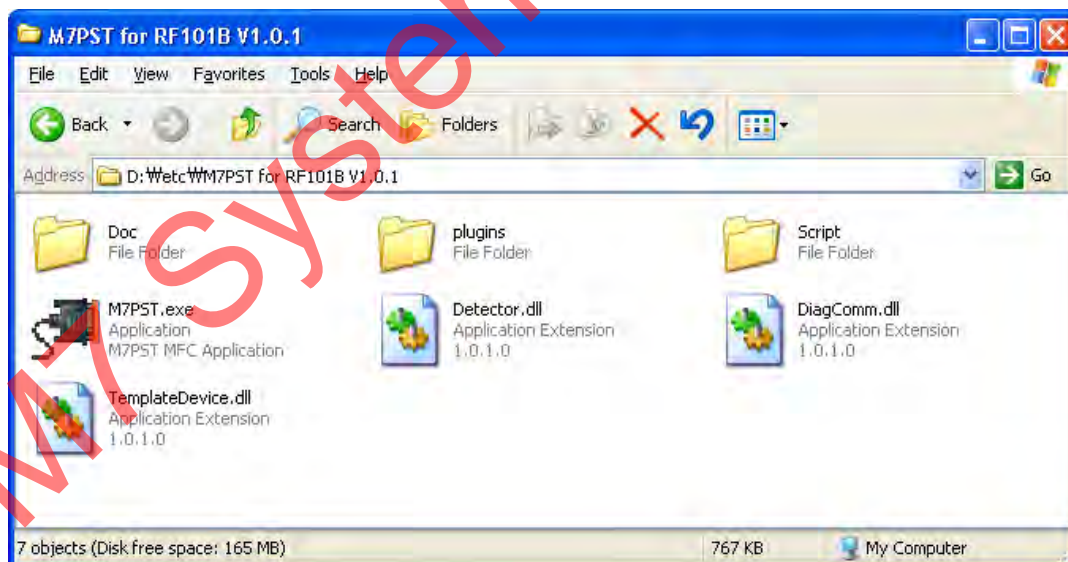 M7PST for RF101B V1.0.1
File Edit View Favorites Tools Help
Back Search Folders
Address D:₩etc₩M7PST for RF101B V1.0.1 Go
Doc
File Folder
plugins
File Folder
Script
File Folder
M7PST.exe
Application
M7PST MFC Application
Detector.dll
Application Extension
1.0.1.0
DiagComm.dll
Application Extension
1.0.1.0
TemplateDevice.dll
Application Extension
1.0.1.0
7 objects (Disk free space: 165 MB) 767 KB My Computer
M7 System